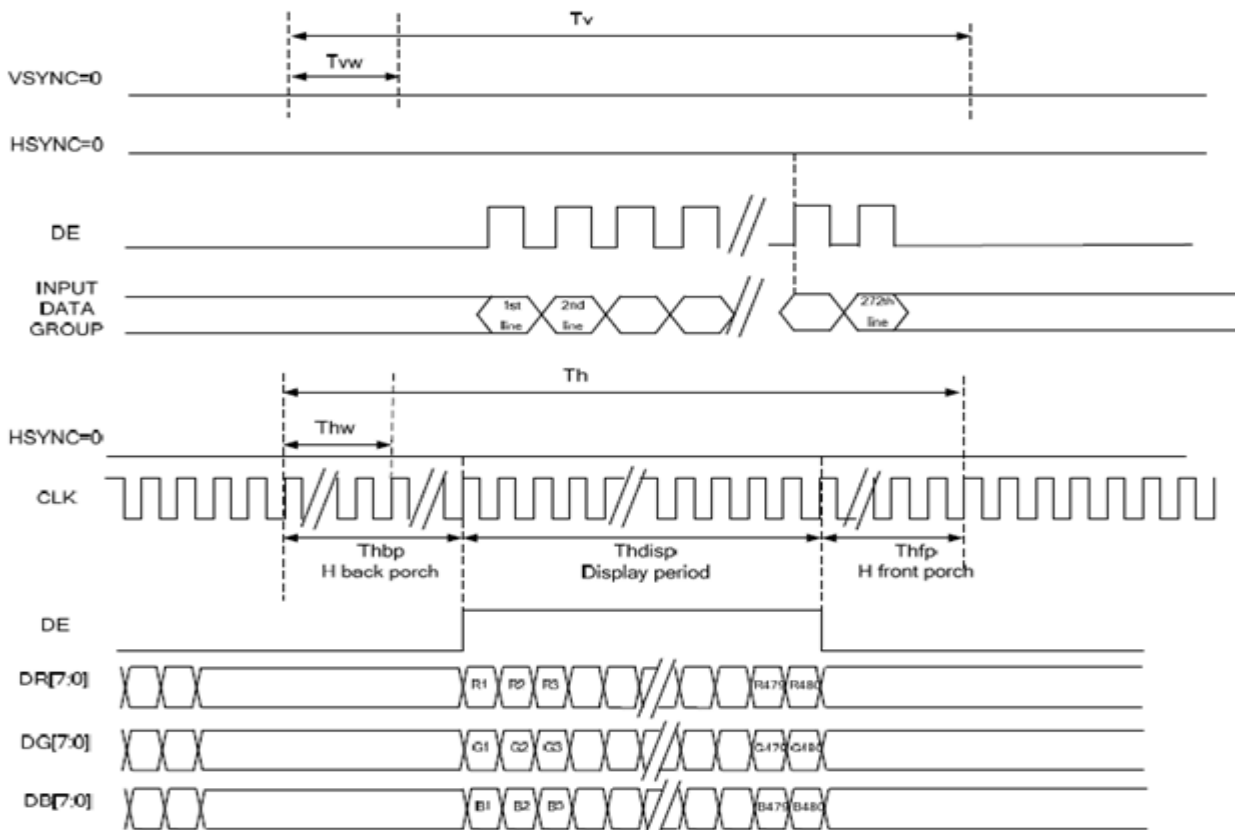 Tv
Tvw
VSYNC=0
HSYNC=0
DE
INPUT
DATA
GROUP
1st
line
2nd
line
272th
line
Th
Thw
HSYNC=0
CLK
Thbp
H back porch
Thdisp
Display period
Thfp
H front porch
DE
DR[7:0]
R1 R2 R3 R479 R480
DG[7:0]
G1 G2 G3 G479 G480
DB[7:0]
B1 B2 B3 B479 B480